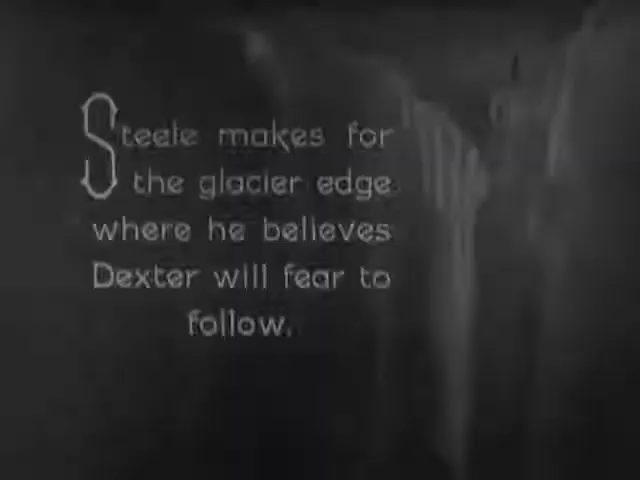 Steele makes for
the glacier edge
where he believes
Dexter will fear to
follow.